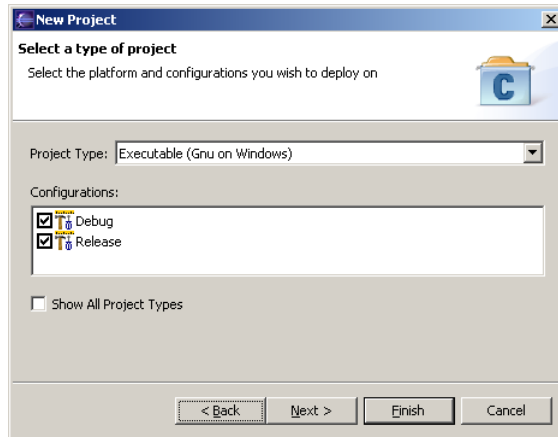 New Project
Select a type of project
Select the platform and configurations you wish to deploy on
C
Project Type: Executable (Gnu on Windows)
Configurations:
Debug
Release
Show All Project Types
< Back Next > Finish Cancel